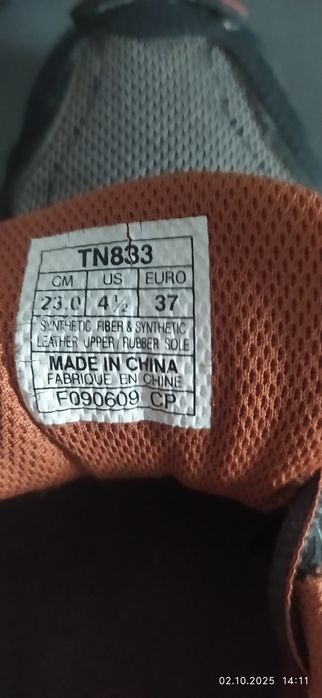 TN833
CM US EURO
23.0 4½ 37
SYNTHETIC FIBER & SYNTHETIC
LEATHER UPPER / RUBBER SOLE
MADE IN CHINA
FABRIQUE EN CHINE
F090609 CP
02.10.2025 14:11